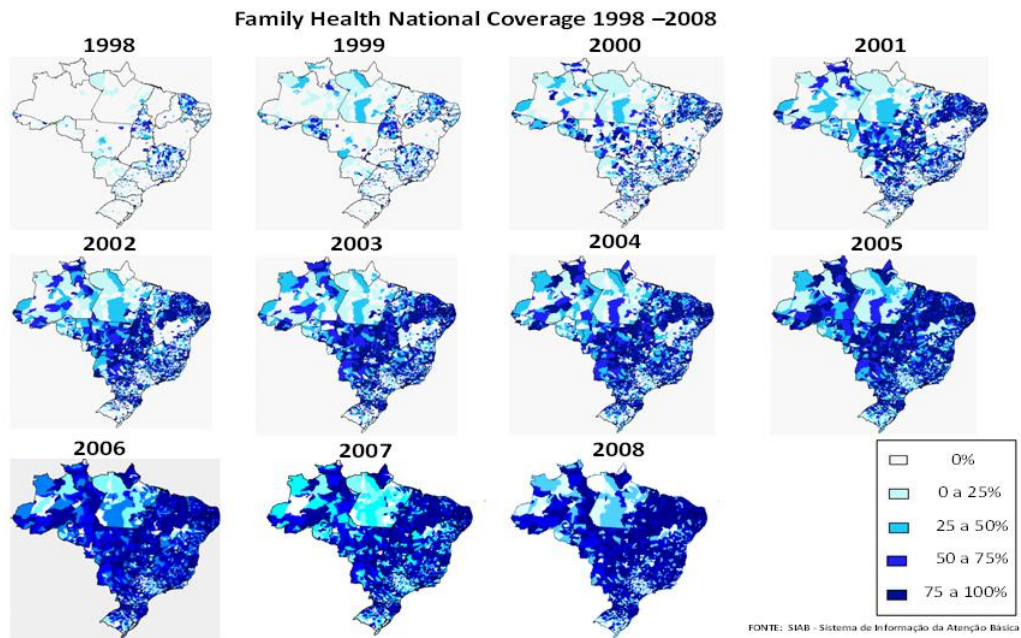 Family Health National Coverage 1998 –2008
1998
1999
2000
2001
2002
2003
2004
2005
2006
2007
2008
0%
0 a 25%
25 a 50%
50 a 75%
75 a 100%
FONTE: SIAB - Sistema de Informação da Atenção Básica